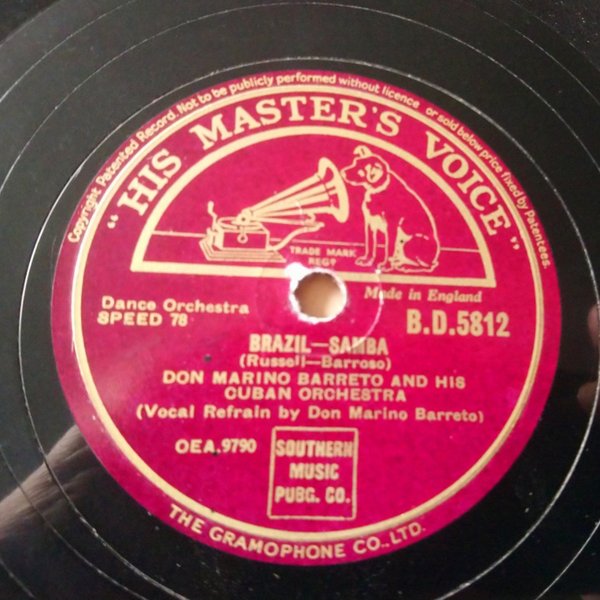 Copyright. Patented Record. Not to be publicly performed without licence or sold below price fixed by Patentees.
"HIS MASTER'S VOICE"
TRADE MARK
REGD
Made in England
Dance Orchestra
SPEED 78
B.D.5812
BRAZIL—SAMBA
(Russell—Barroso)
DON MARINO BARRETO AND HIS
CUBAN ORCHESTRA
(Vocal Refrain by Don Marino Barreto)
OEA.9790
SOUTHERN
MUSIC
PUBG. CO.
THE GRAMOPHONE CO., LTD.